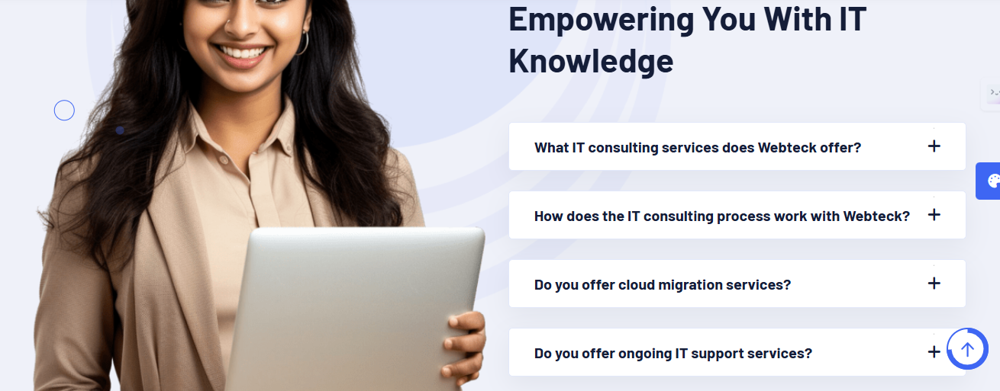 Empowering You With IT
Knowledge
What IT consulting services does Webteck offer?
How does the IT consulting process work with Webteck?
Do you offer cloud migration services?
Do you offer ongoing IT support services?